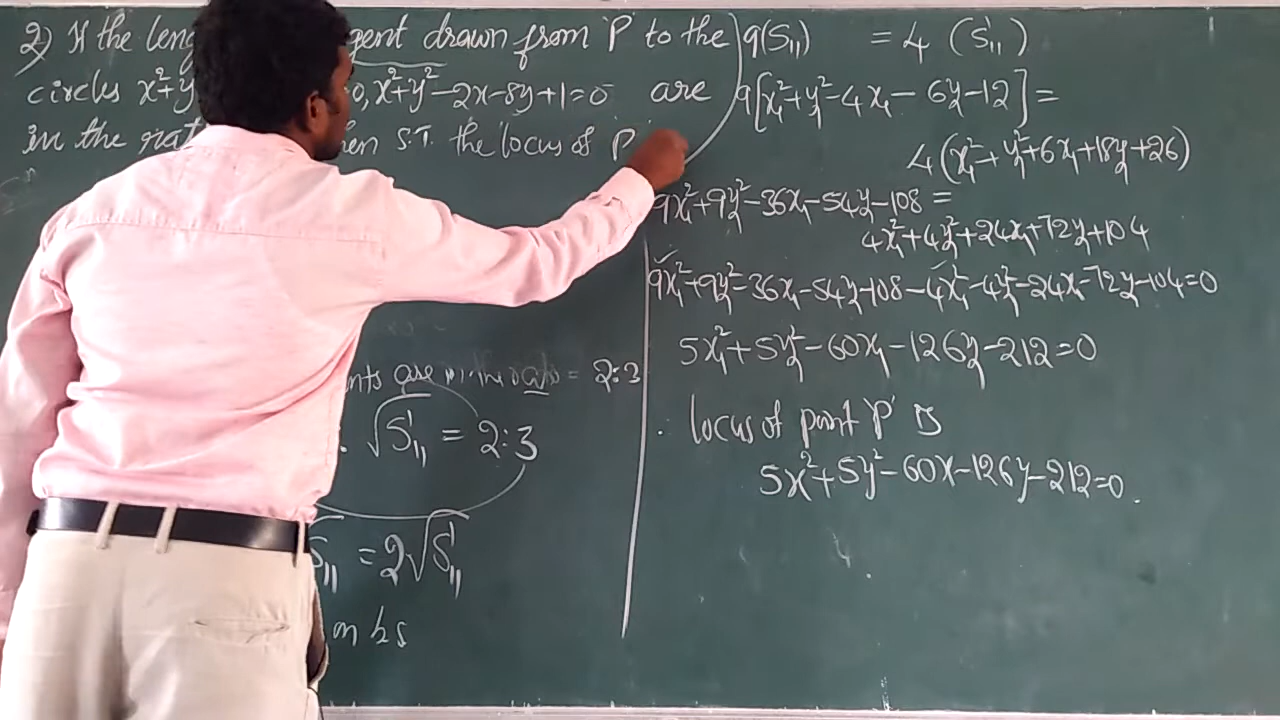 2) If the leng gent drawn from 'P' to the
circles x²+y 0, x²+y²-2x-8y+1=0 are
in the rat hen S.T. the locus of P
nts are in the ratio = 2:3
√S'₁₁ = 2:3
S₁₁ = 2√S'₁₁
on b s
9(S₁₁) = 4 (S'₁₁)
9[x₁²+y₁²-4x₁-6y₁-12] =
4(x₁²+y₁²+6x₁+18y₁+26)
9x₁²+9y₁²-36x₁-54y₁-108 =
4x₁²+4y₁²+24x₁+72y₁+104
9x₁²+9y₁²-36x₁-54y₁-108-4x₁²-4y₁²-24x₁-72y₁-104=0
5x₁²+5y₁²-60x₁-126y₁-212=0
∴ locus of point 'P' is
5x²+5y²-60x-126y-212=0.